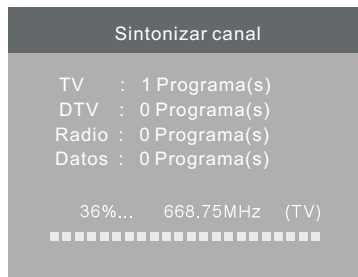 Sintonizar canal
TV : 1 Programa(s)
DTV : 0 Programa(s)
Radio : 0 Programa(s)
Datos : 0 Programa(s)
36%... 668.75MHz (TV)